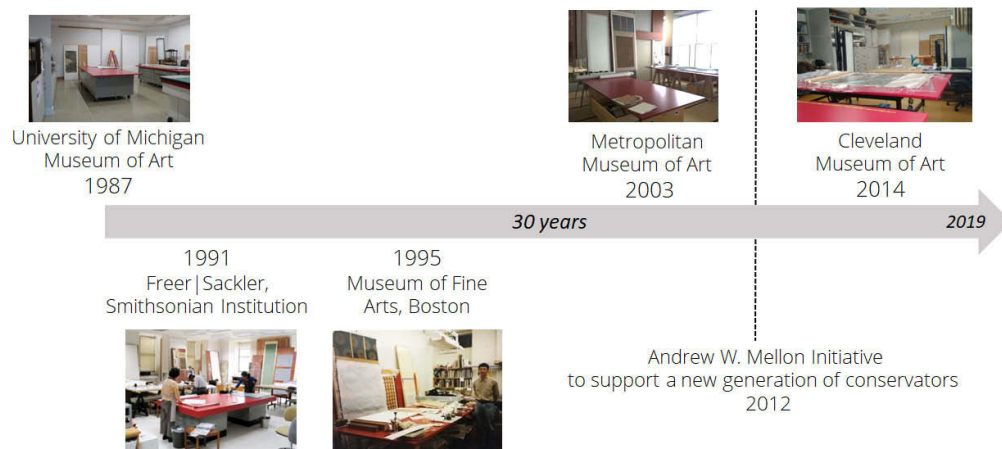 University of Michigan
Museum of Art
1987
Metropolitan
Museum of Art
2003
Cleveland
Museum of Art
2014
30 years
2019
1991
Freer|Sackler,
Smithsonian Institution
1995
Museum of Fine
Arts, Boston
Andrew W. Mellon Initiative
to support a new generation of conservators
2012